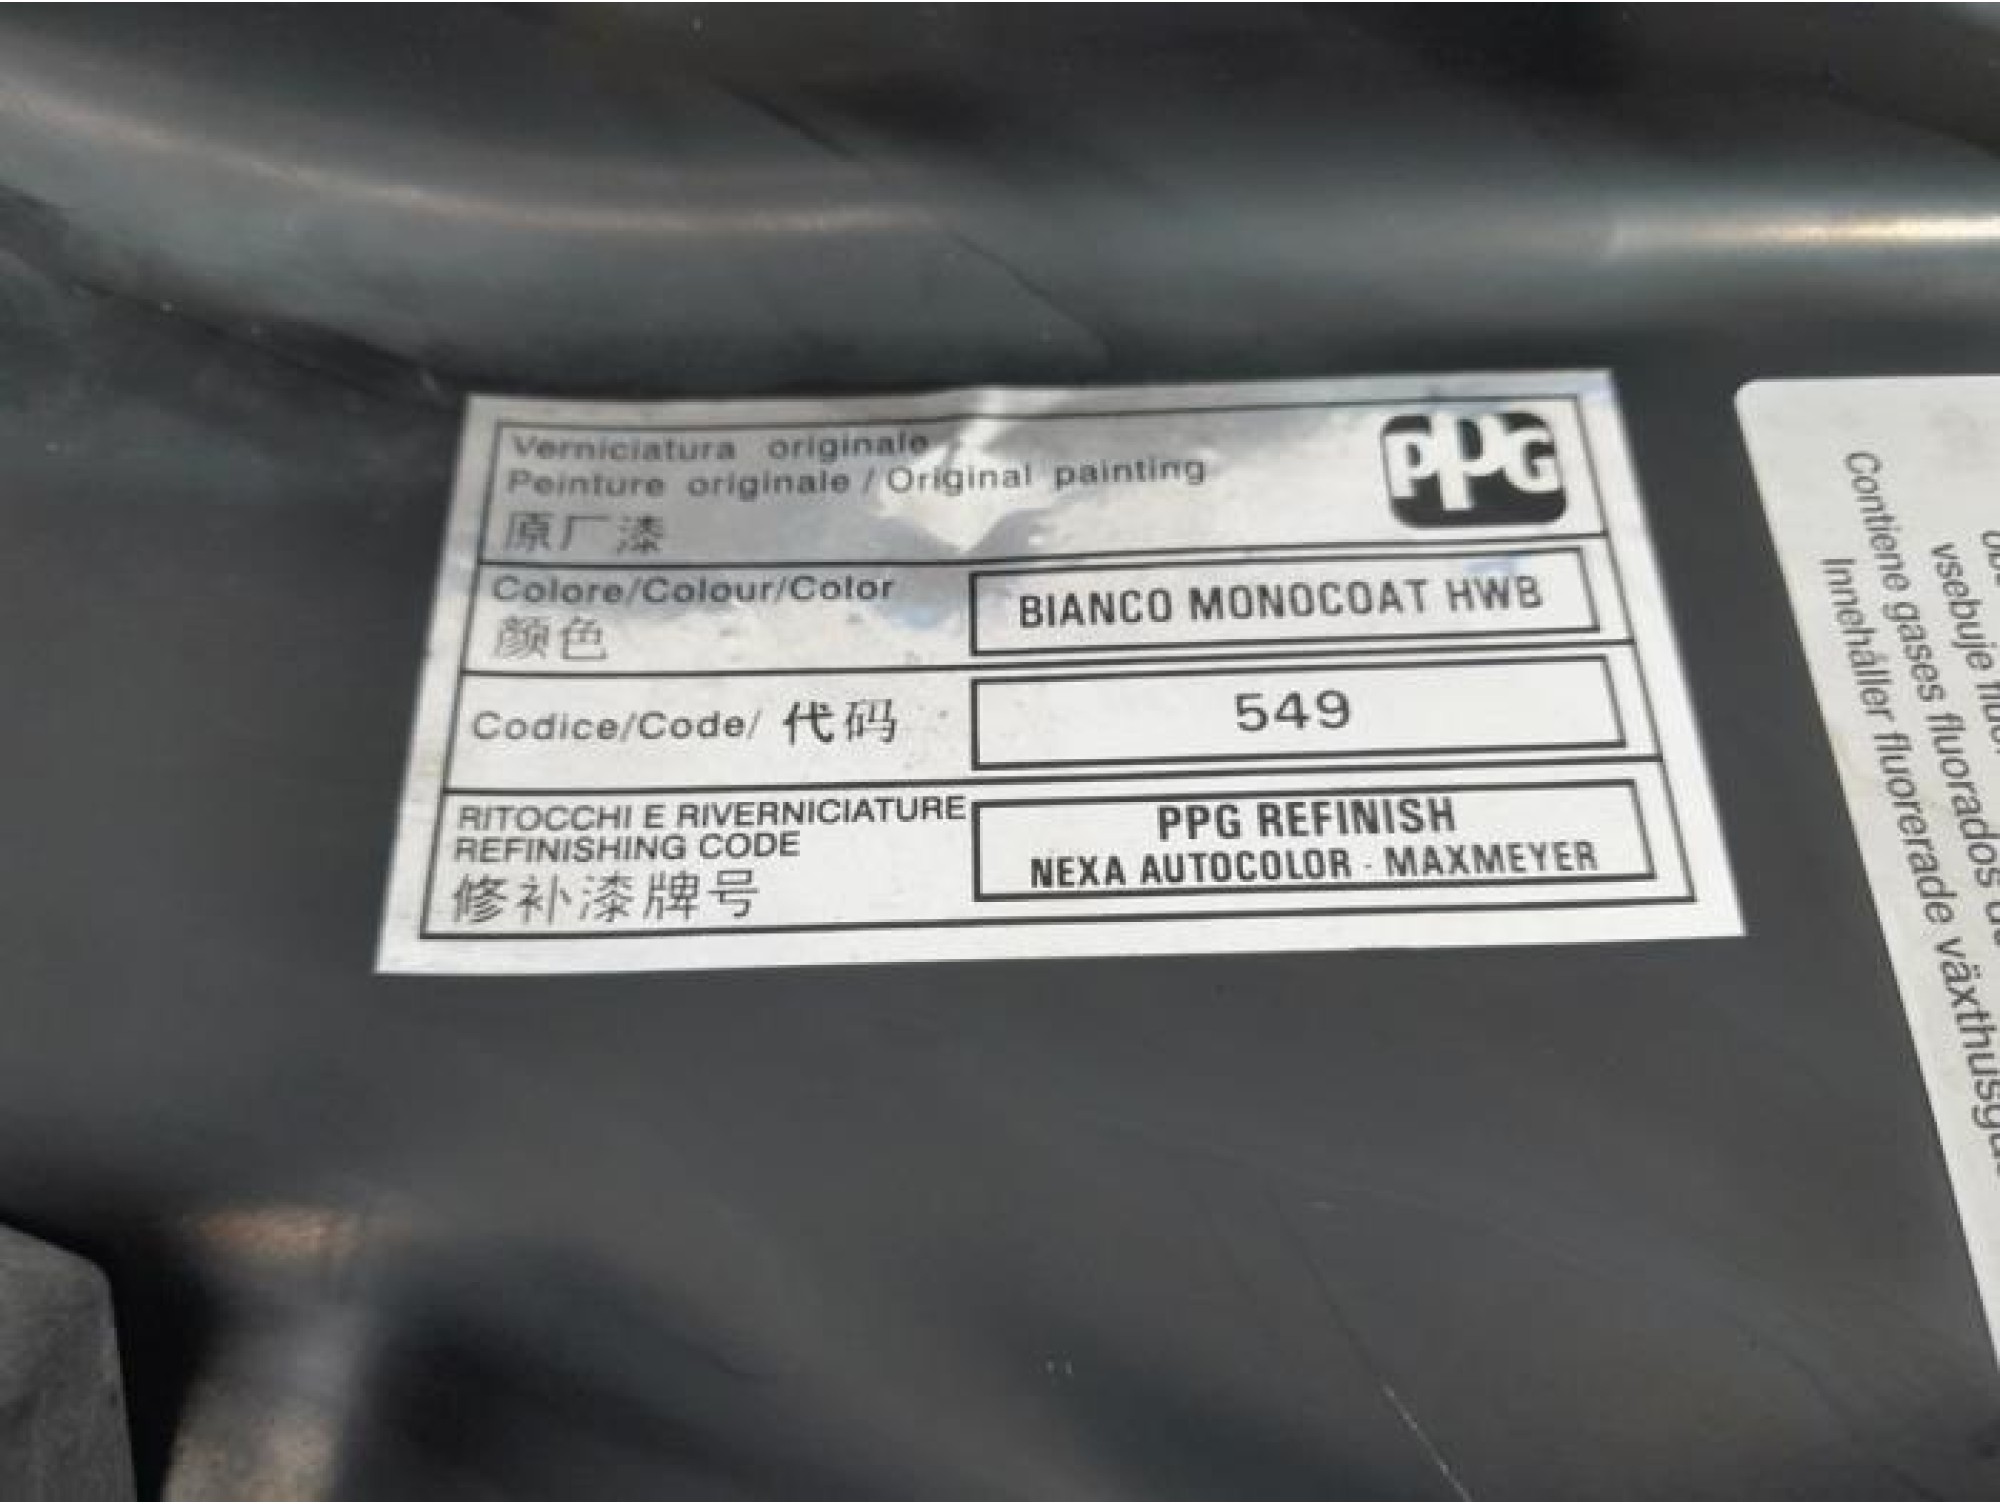 Verniciatura originale
Peinture originale / Original painting
原厂漆
PPG
Colore/Colour/Color
颜色
BIANCO MONOCOAT HWB
Codice/Code/ 代码
549
RITOCCHI E RIVERNICIATURE
REFINISHING CODE
修补漆牌号
PPG REFINISH
NEXA AUTOCOLOR - MAXMEYER
vsebuje
Contiene gases fluorados de
Innehåller fluorerade